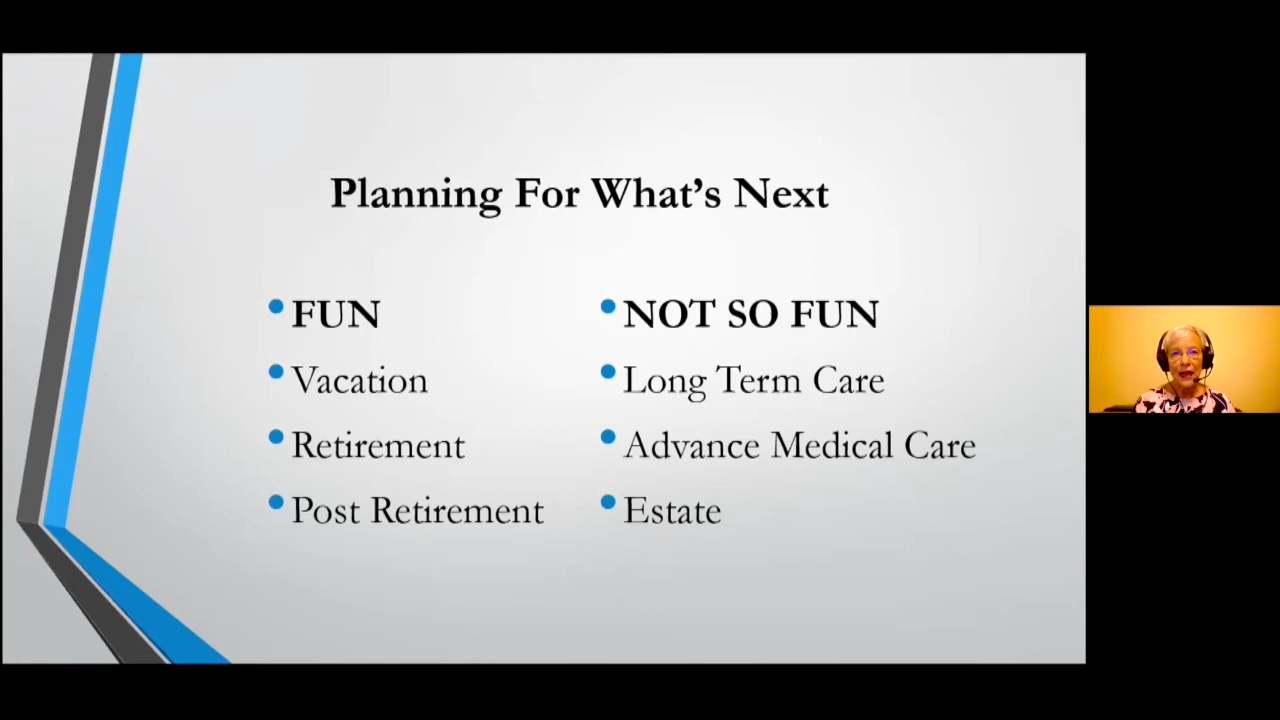 Planning For What's Next
• FUN
• Vacation
• Retirement
• Post Retirement
• NOT SO FUN
• Long Term Care
• Advance Medical Care
• Estate